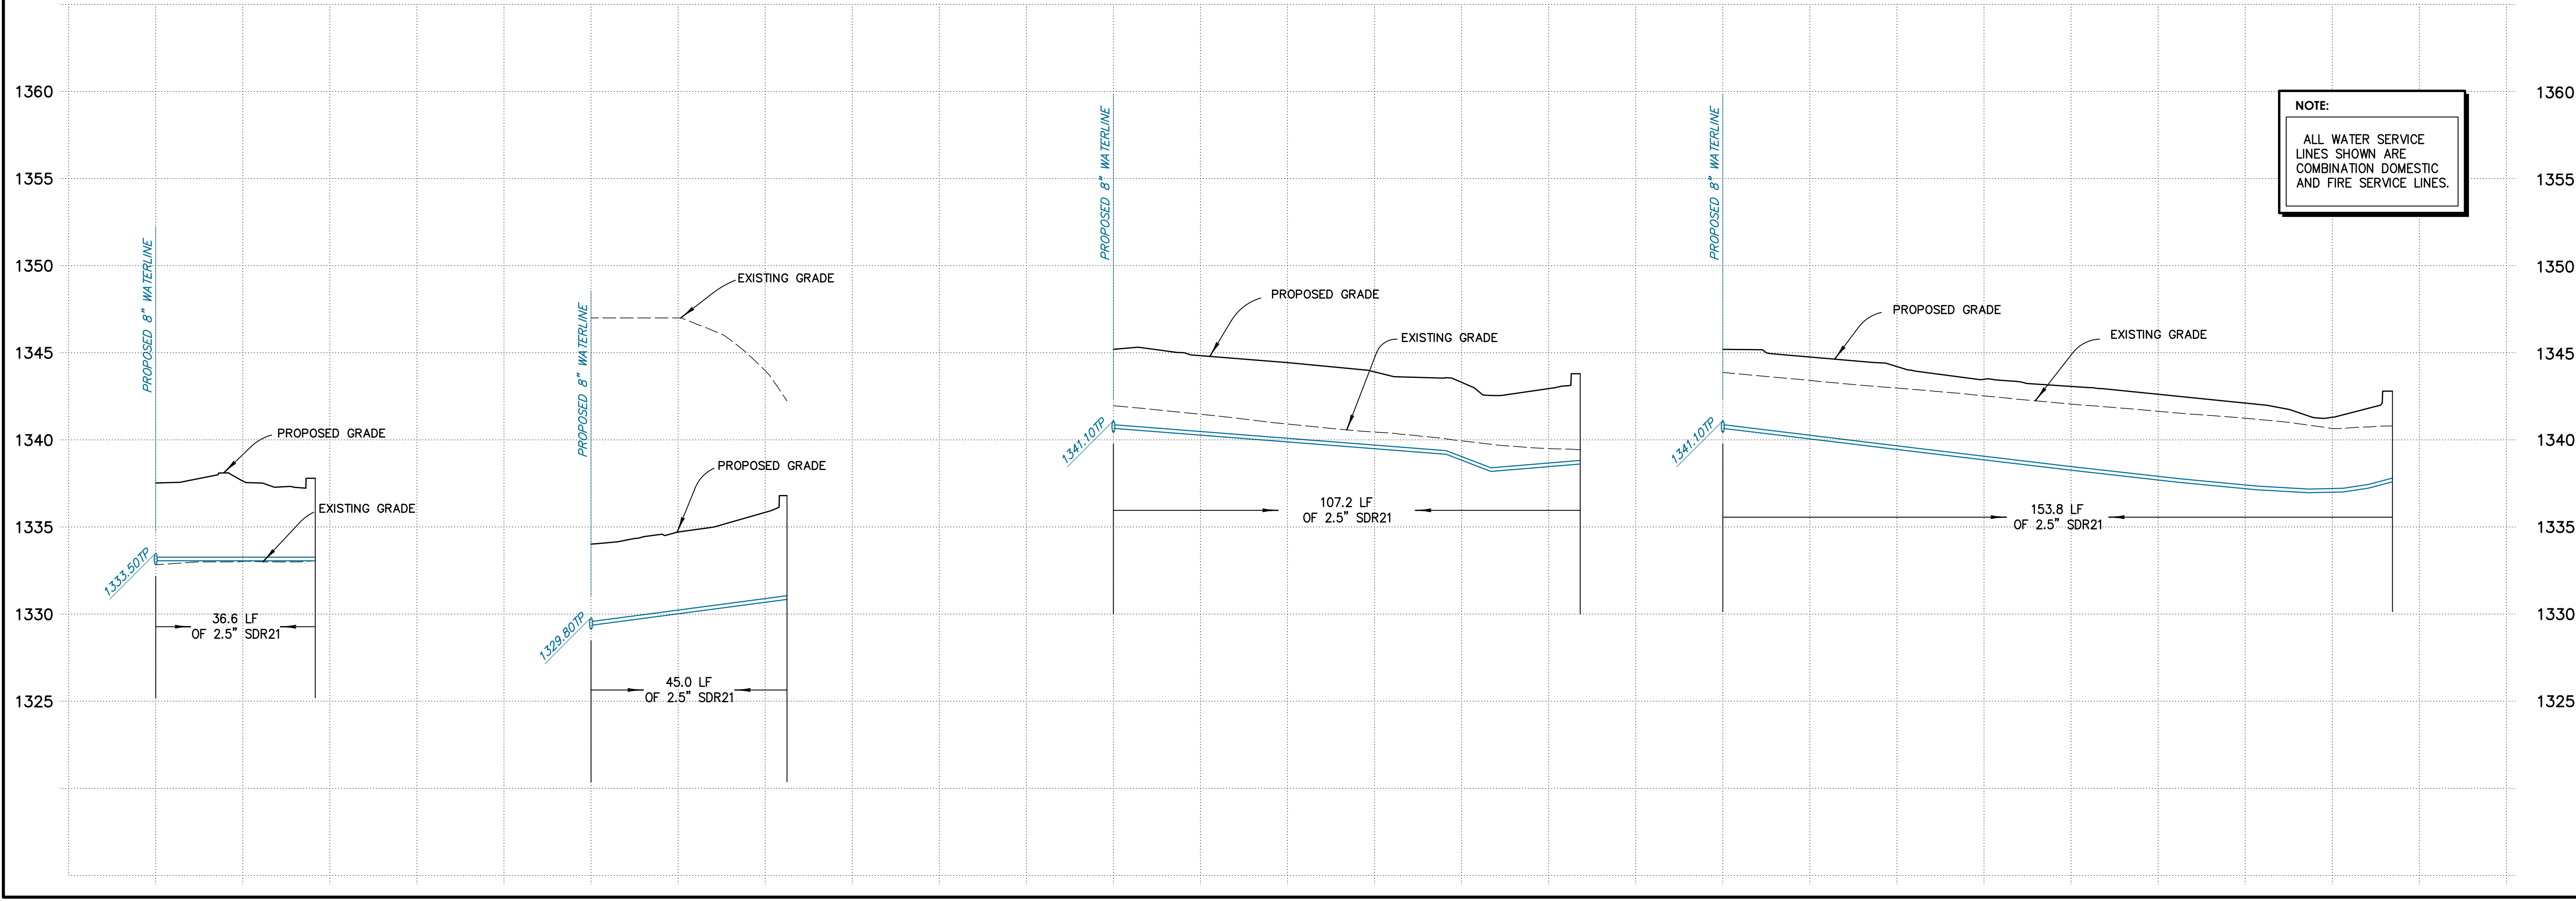 1360
1355
1350
1345
1340
1335
1330
1325
PROPOSED 8" WATERLINE
PROPOSED GRADE
EXISTING GRADE
1333.50TP
36.6 LF
OF 2.5" SDR21
PROPOSED 8" WATERLINE
EXISTING GRADE
PROPOSED GRADE
1329.80TP
45.0 LF
OF 2.5" SDR21
PROPOSED 8" WATERLINE
PROPOSED GRADE
EXISTING GRADE
1341.10TP
107.2 LF
OF 2.5" SDR21
PROPOSED 8" WATERLINE
PROPOSED GRADE
EXISTING GRADE
1341.10TP
153.8 LF
OF 2.5" SDR21
NOTE:
ALL WATER SERVICE
LINES SHOWN ARE
COMBINATION DOMESTIC
AND FIRE SERVICE LINES.
1360
1355
1350
1345
1340
1335
1330
1325